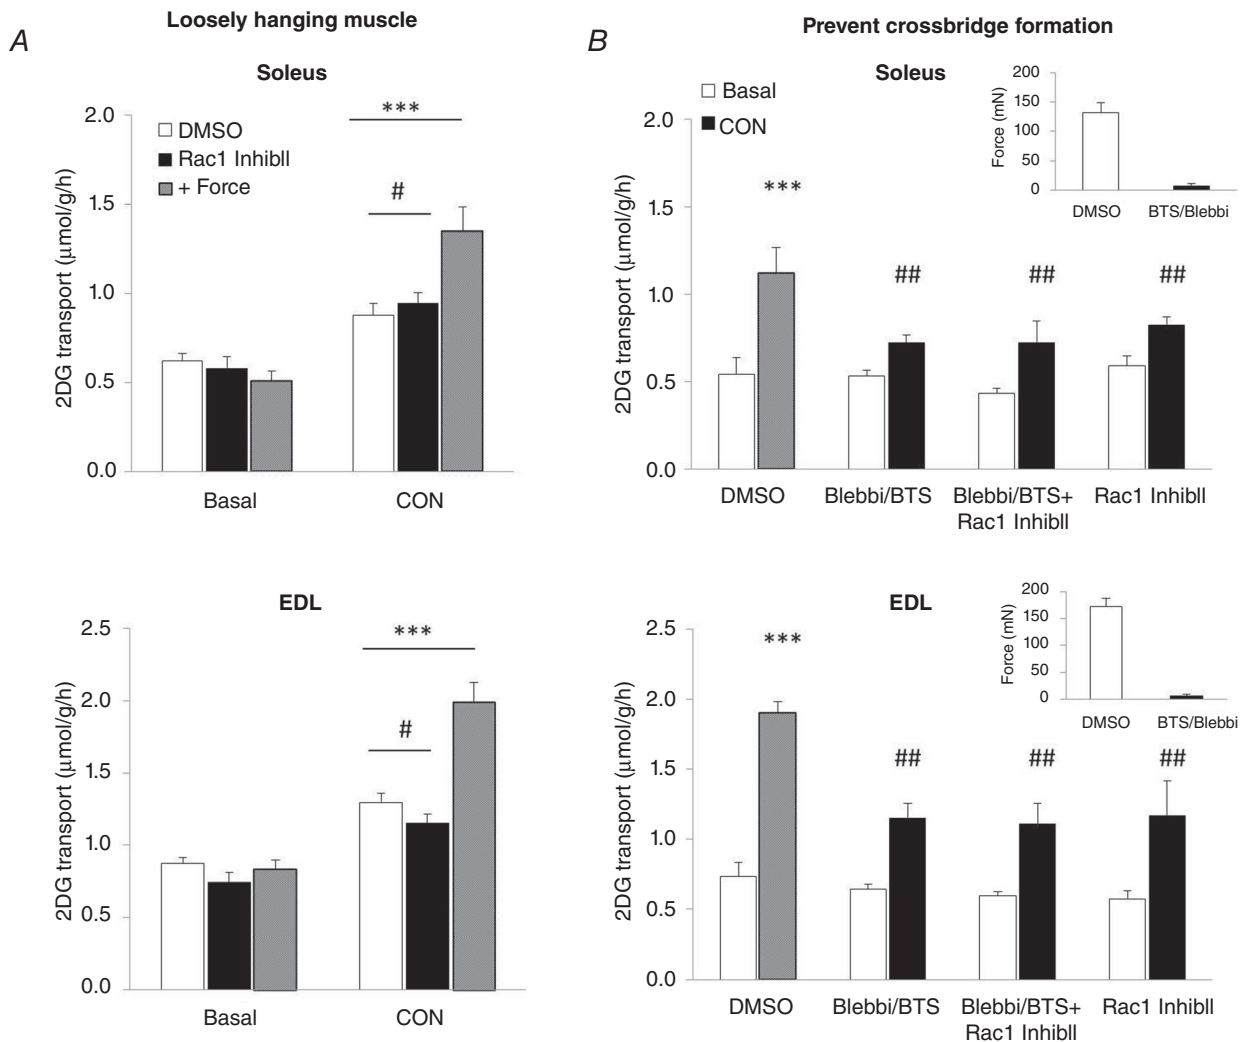 A
Loosely hanging muscle
Soleus
2DG transport (μmol/g/h)
2.0
1.5
1.0
0.5
0.0
DMSO
Rac1 InhibII
+ Force
***
#
Basal
CON
EDL
2DG transport (μmol/g/h)
2.5
2.0
1.5
1.0
0.5
0.0
***
#
Basal
CON
B
Prevent crossbridge formation
Soleus
2DG transport (μmol/g/h)
2.0
1.5
1.0
0.5
0.0
Basal
CON
***
##
##
##
DMSO
Blebbi/BTS
Blebbi/BTS+
Rac1 InhibII
Rac1 InhibII
Force (mN)
200
150
100
50
0
DMSO
BTS/Blebbi
EDL
2DG transport (μmol/g/h)
2.5
2.0
1.5
1.0
0.5
0.0
***
##
##
##
DMSO
Blebbi/BTS
Blebbi/BTS+
Rac1 InhibII
Rac1 InhibII
Force (mN)
200
150
100
50
0
DMSO
BTS/Blebbi